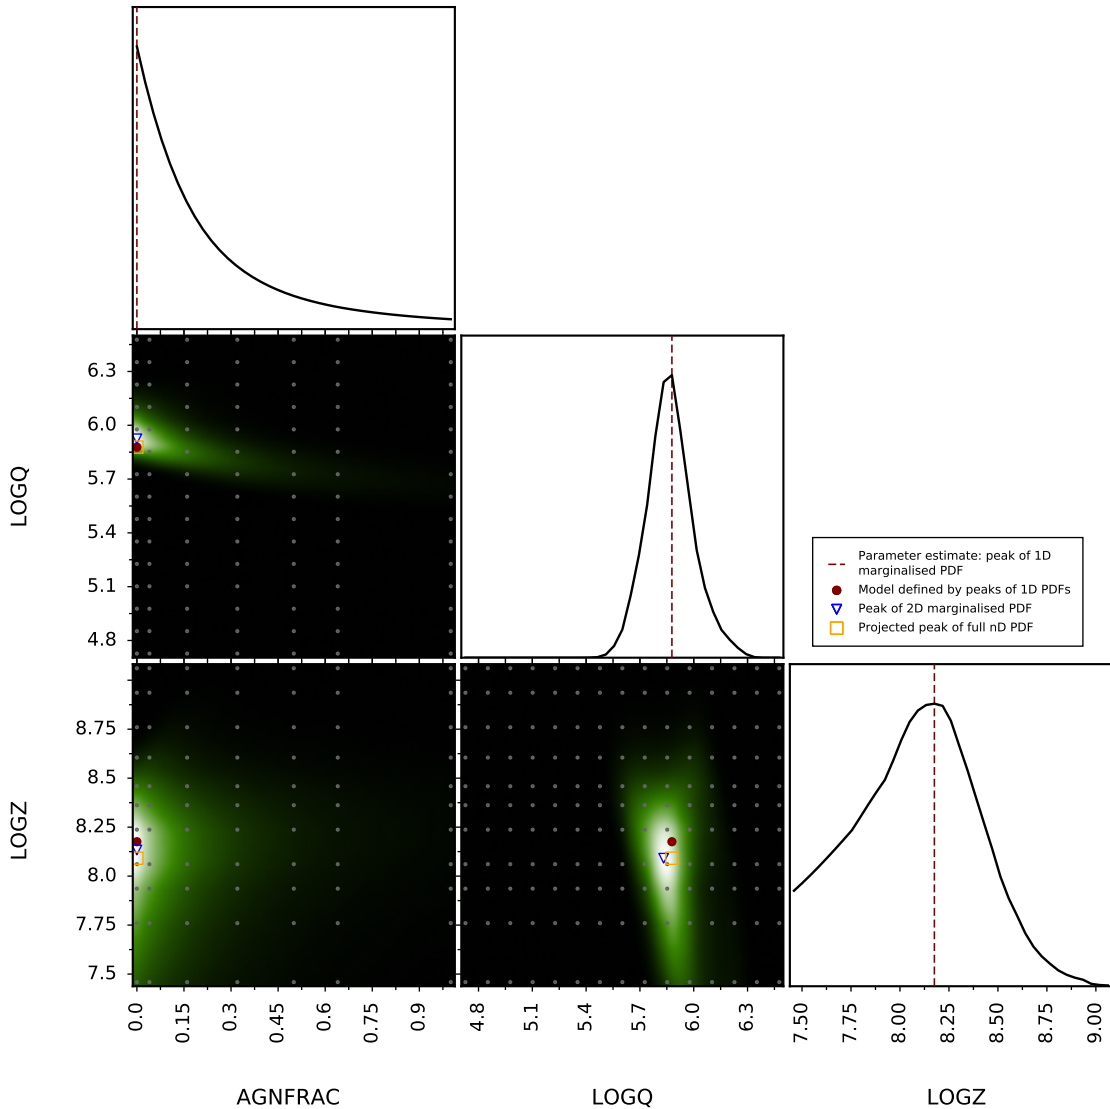 LOGQ
6.3
6.0
5.7
5.4
5.1
4.8
Parameter estimate: peak of 1D
marginalised PDF
Model defined by peaks of 1D PDFs
Peak of 2D marginalised PDF
Projected peak of full nD PDF
LOGZ
8.75
8.5
8.25
8.0
7.75
7.5
0.0 0.15 0.3 0.45 0.6 0.75 0.9
4.8 5.1 5.4 5.7 6.0 6.3
7.50 7.75 8.00 8.25 8.50 8.75 9.00
AGNFRAC
LOGQ
LOGZ